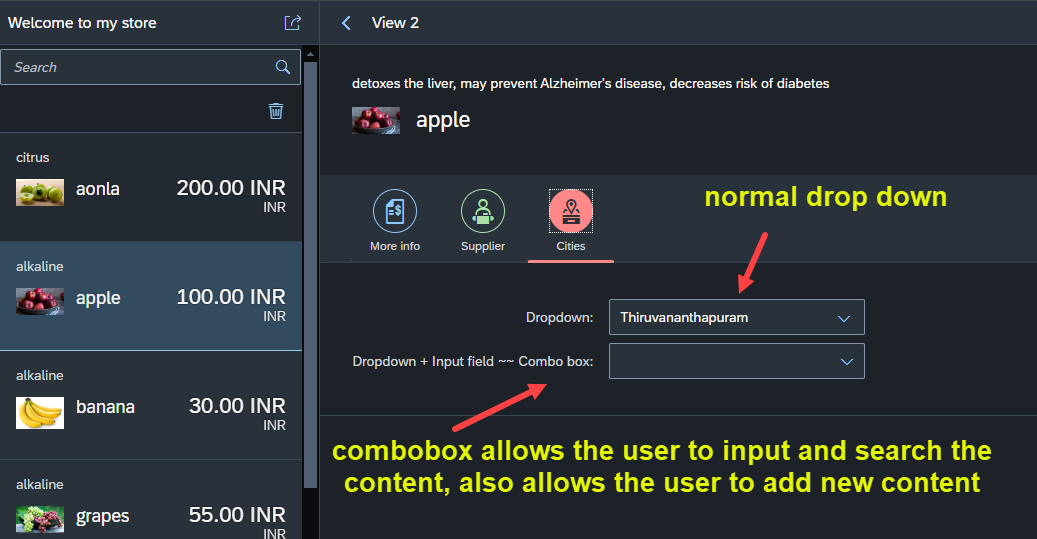 Welcome to my store
Search
citrus
aonla
200.00 INR
INR
alkaline
apple
100.00 INR
INR
alkaline
banana
30.00 INR
INR
alkaline
grapes
55.00 INR
INR
View 2
detoxes the liver, may prevent Alzheimer's disease, decreases risk of diabetes
apple
More info
Supplier
Cities
normal drop down
Dropdown:
Thiruvananthapuram
Dropdown + Input field ~~ Combo box:
combobox allows the user to input and search the
content, also allows the user to add new content